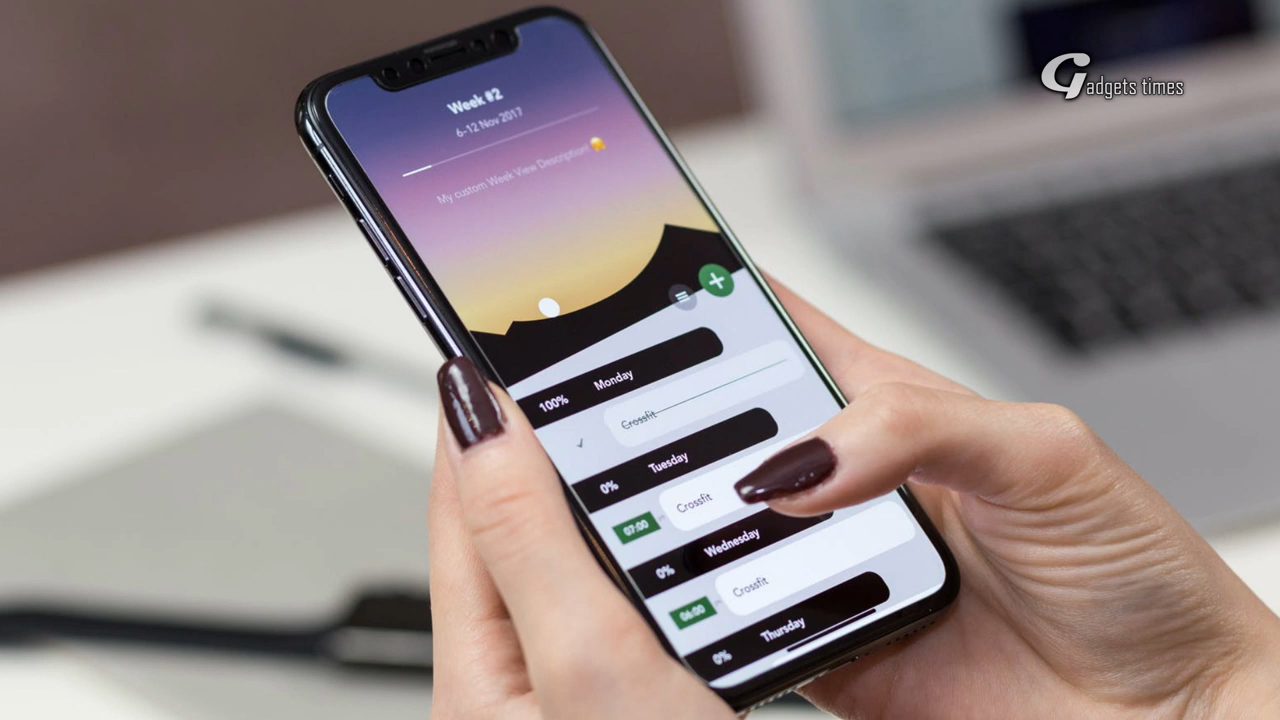 Gadgets times
Week #2
6-12 Nov 2017
My custom Week View Description!
100% Monday
Crossfit
0% Tuesday
07:00 Crossfit
0% Wednesday
06:00 Crossfit
0% Thursday